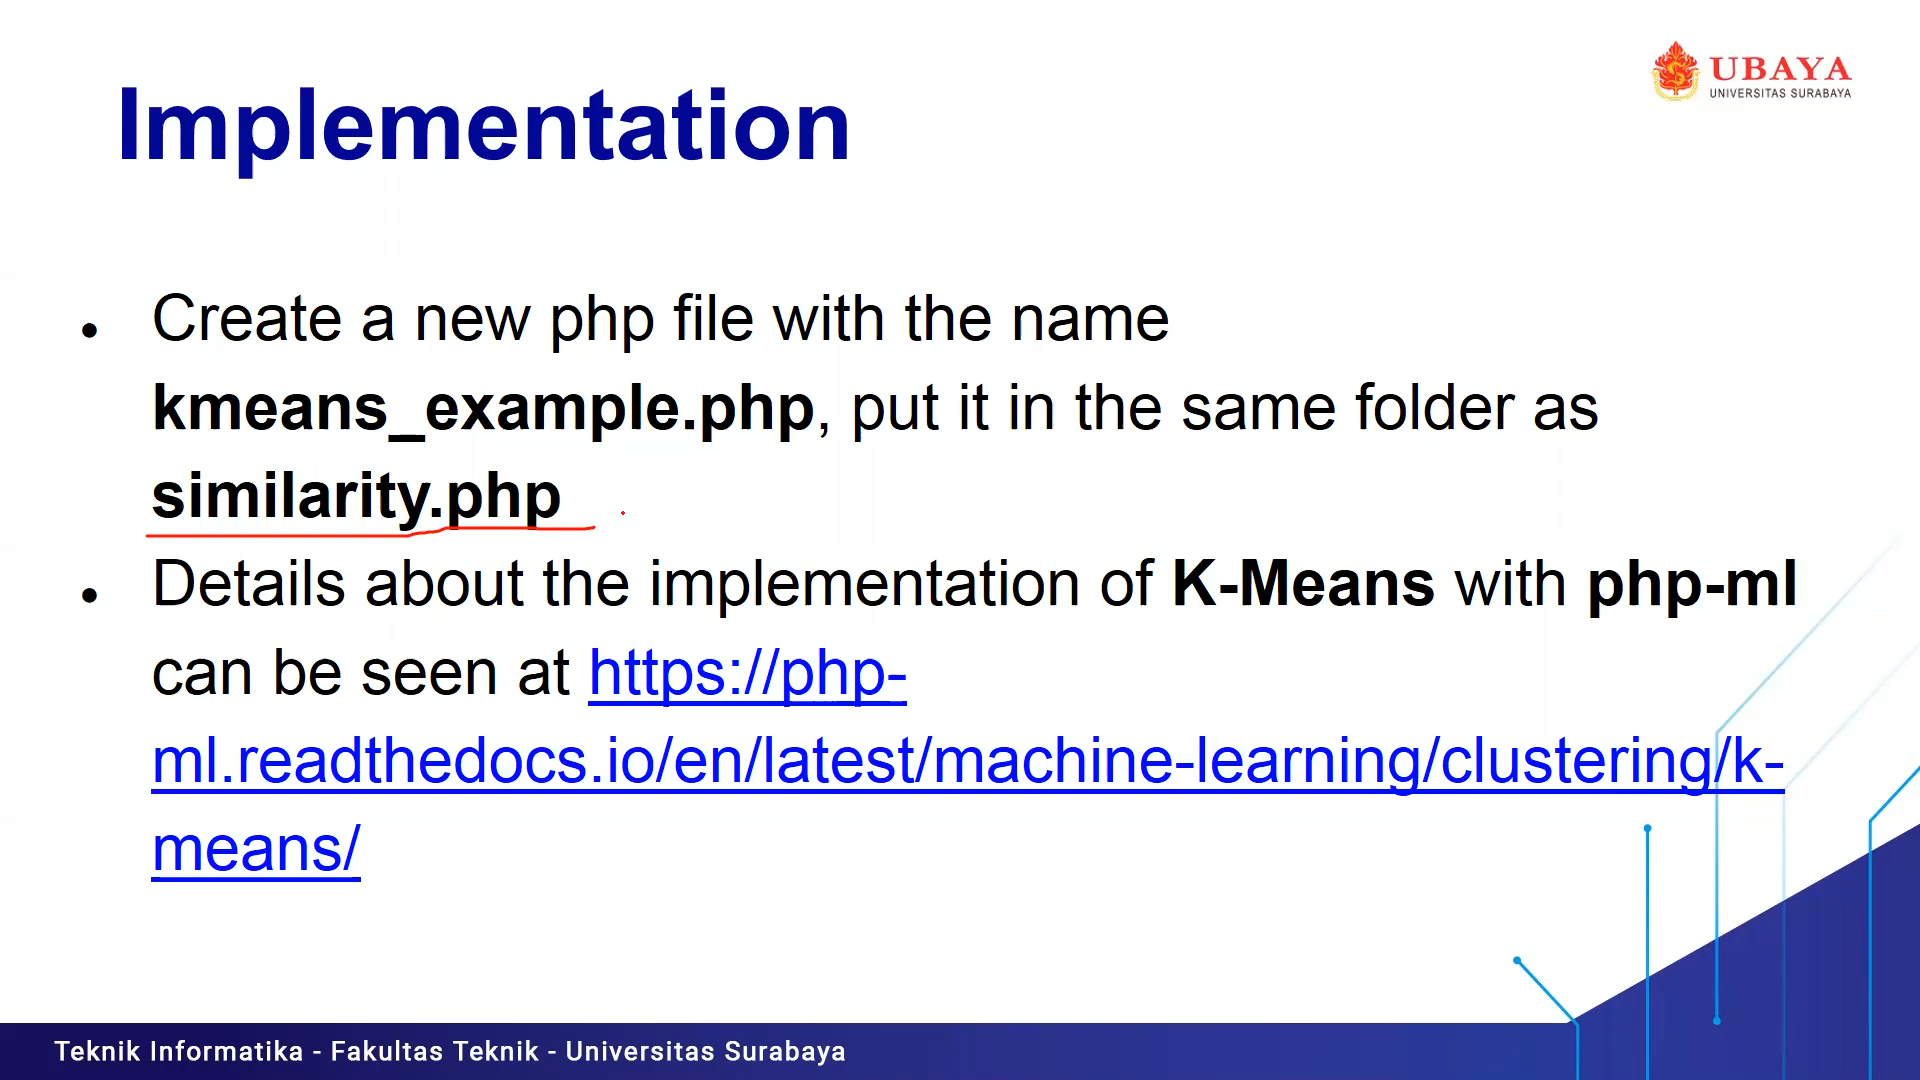 UBAYA
UNIVERSITAS SURABAYA
Implementation
• Create a new php file with the name
kmeans_example.php, put it in the same folder as
similarity.php
• Details about the implementation of K-Means with php-ml
can be seen at https://php-
ml.readthedocs.io/en/latest/machine-learning/clustering/k-
means/
Teknik Informatika - Fakultas Teknik - Universitas Surabaya